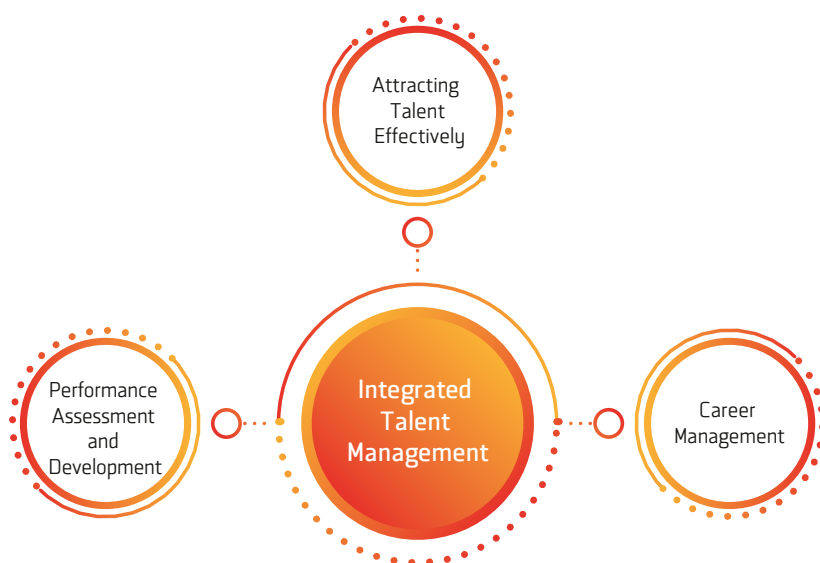 Attracting
Talent
Effectively
Performance
Assessment
and
Development
Integrated
Talent
Management
Career
Management